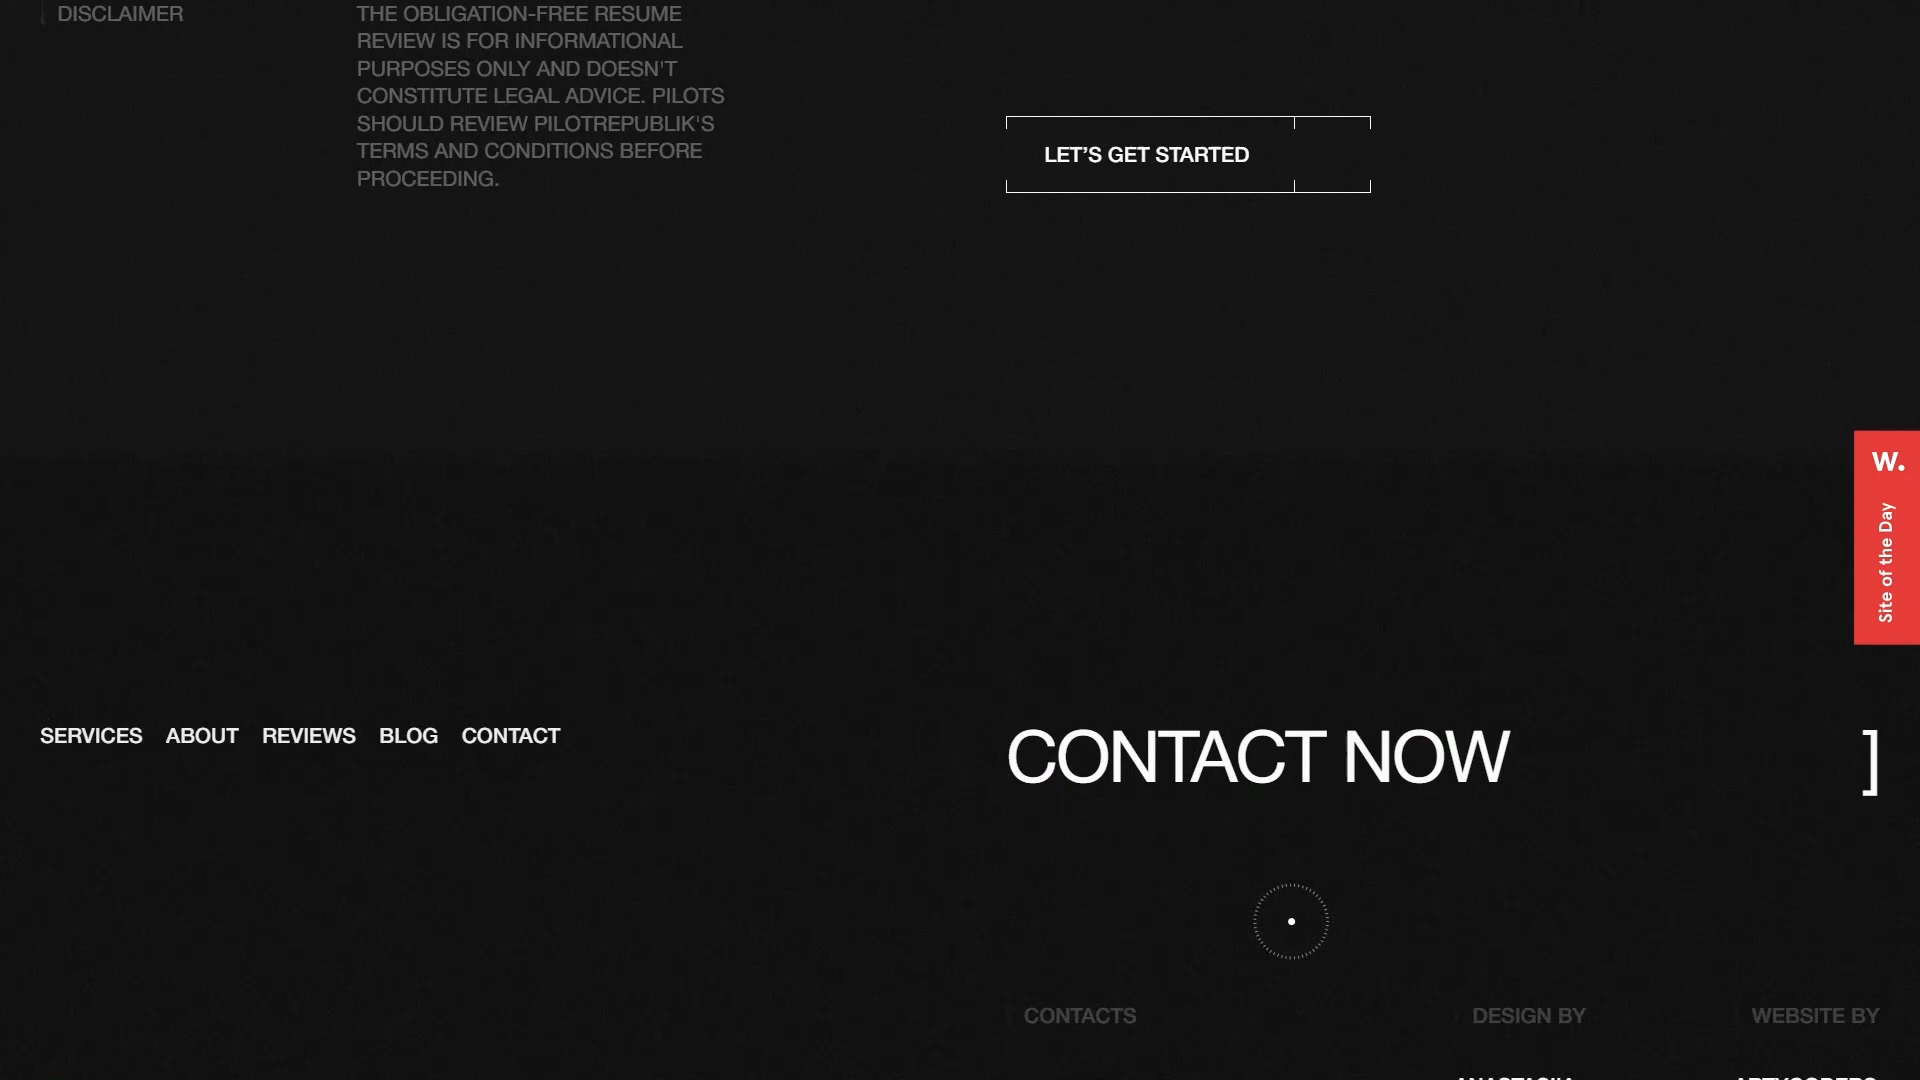 DISCLAIMER
THE OBLIGATION-FREE RESUME
REVIEW IS FOR INFORMATIONAL
PURPOSES ONLY AND DOESN'T
CONSTITUTE LEGAL ADVICE. PILOTS
SHOULD REVIEW PILOTREPUBLIK'S
TERMS AND CONDITIONS BEFORE
PROCEEDING.
LET’S GET STARTED
W.
Site of the Day
SERVICES ABOUT REVIEWS BLOG CONTACT
CONTACT NOW ]
CONTACTS DESIGN BY WEBSITE BY